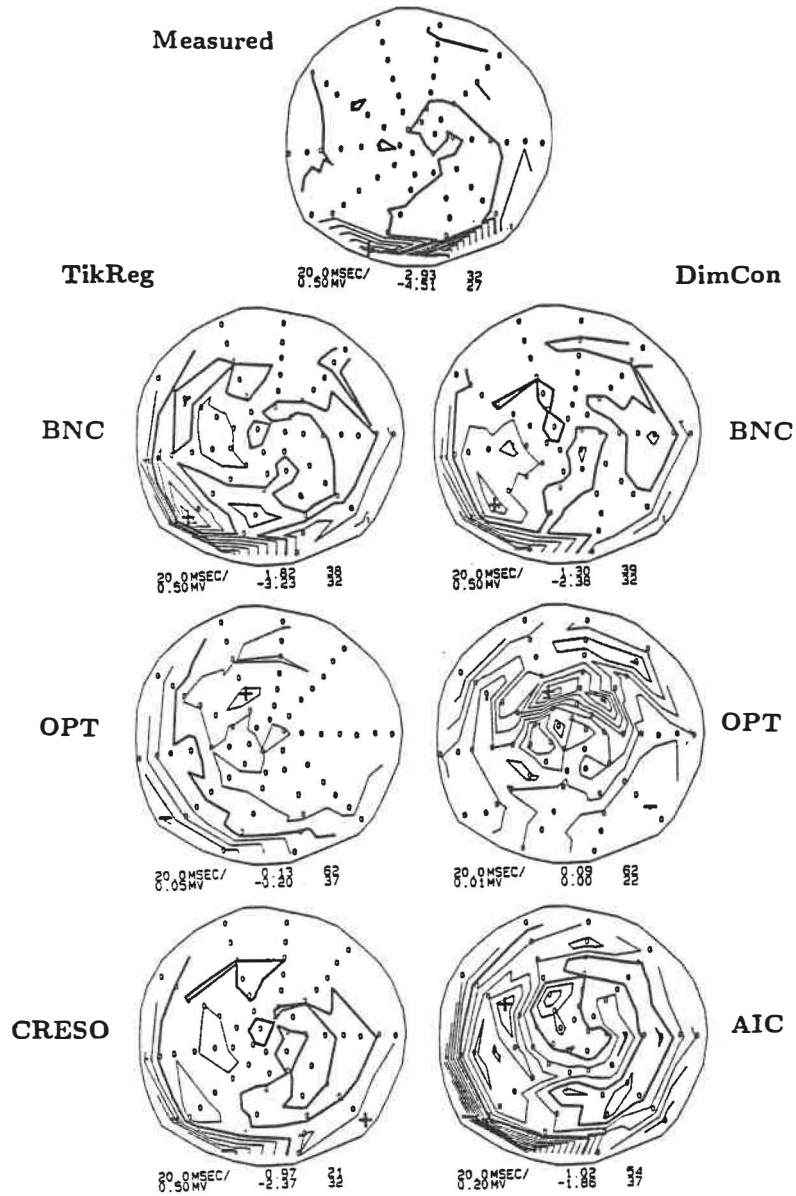 Measured
20.0MSEC/ 2.93 32
0.50MV -4.51 27
TikReg
DimCon
BNC
BNC
20.0MSEC/ 1.82 38
0.50MV -3.23 32
20.0MSEC/ 1.30 39
0.50MV -2.38 32
OPT
OPT
20.0MSEC/ 0.13 62
0.05MV -0.20 37
20.0MSEC/ 0.09 62
0.01MV 0.00 22
CRESO
AIC
20.0MSEC/ 0.97 21
0.50MV -2.37 32
20.0MSEC/ 1.02 54
0.20MV -1.86 37